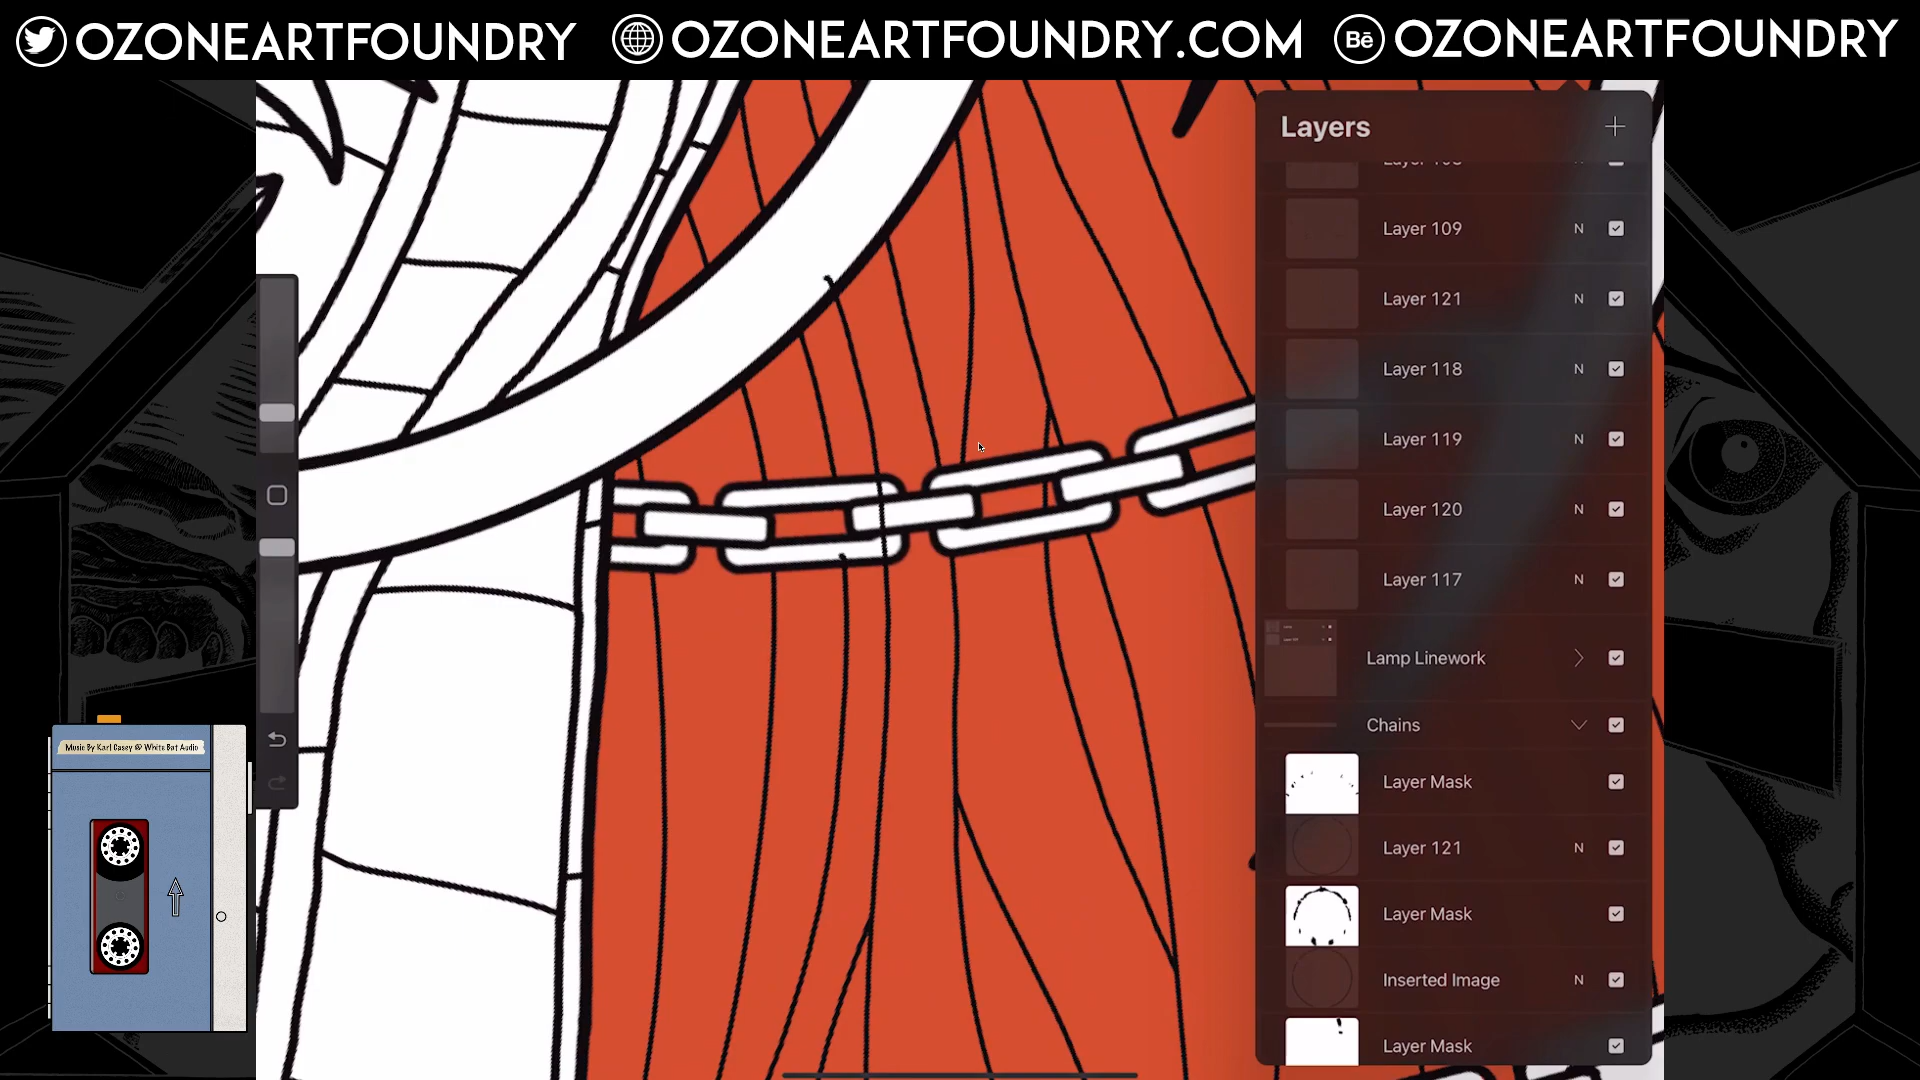 OZONEARTFOUNDRY OZONEARTFOUNDRY.COM Bē OZONEARTFOUNDRY
Layers
Layer 109 N
Layer 121 N
Layer 118 N
Layer 119 N
Layer 120 N
Layer 117 N
Lamp Linework
Chains
Layer Mask
Layer 121 N
Layer Mask
Inserted Image N
Layer Mask
Music By Karl Casey @ White Bat Audio